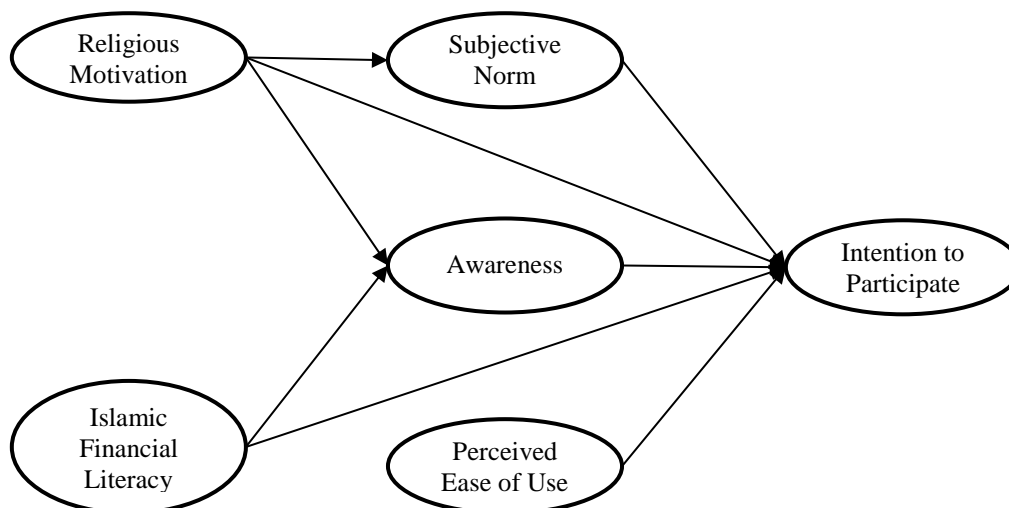 Religious
Motivation
Subjective
Norm
Awareness
Intention to
Participate
Islamic
Financial
Literacy
Perceived
Ease of Use